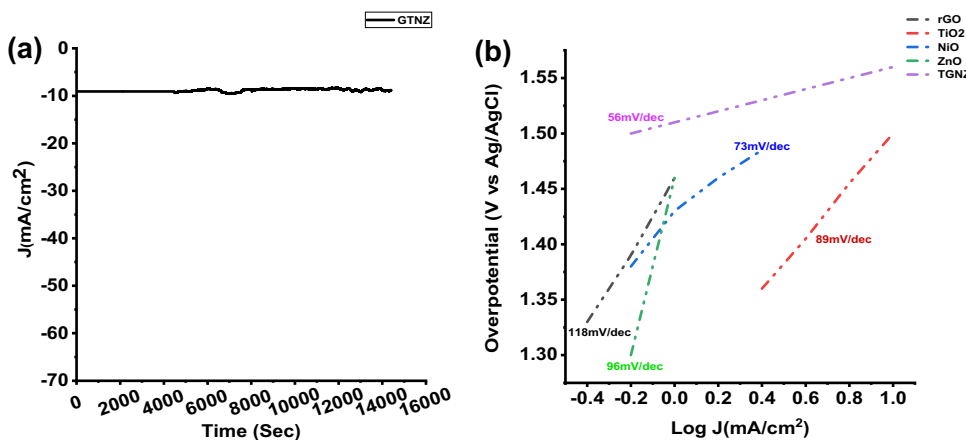 (a)
GTNZ
0
-10
-20
-30
-40
-50
-60
-70
J(mA/cm²)
0 2000 4000 6000 8000 10000 12000 14000 16000
Time (Sec)
(b)
rGO
TiO2
NiO
ZnO
TGNZ
1.55
1.50
1.45
1.40
1.35
1.30
Overpotential (V vs Ag/AgCl)
56mV/dec
73mV/dec
89mV/dec
118mV/dec
96mV/dec
-0.4 -0.2 0.0 0.2 0.4 0.6 0.8 1.0
Log J(mA/cm²)